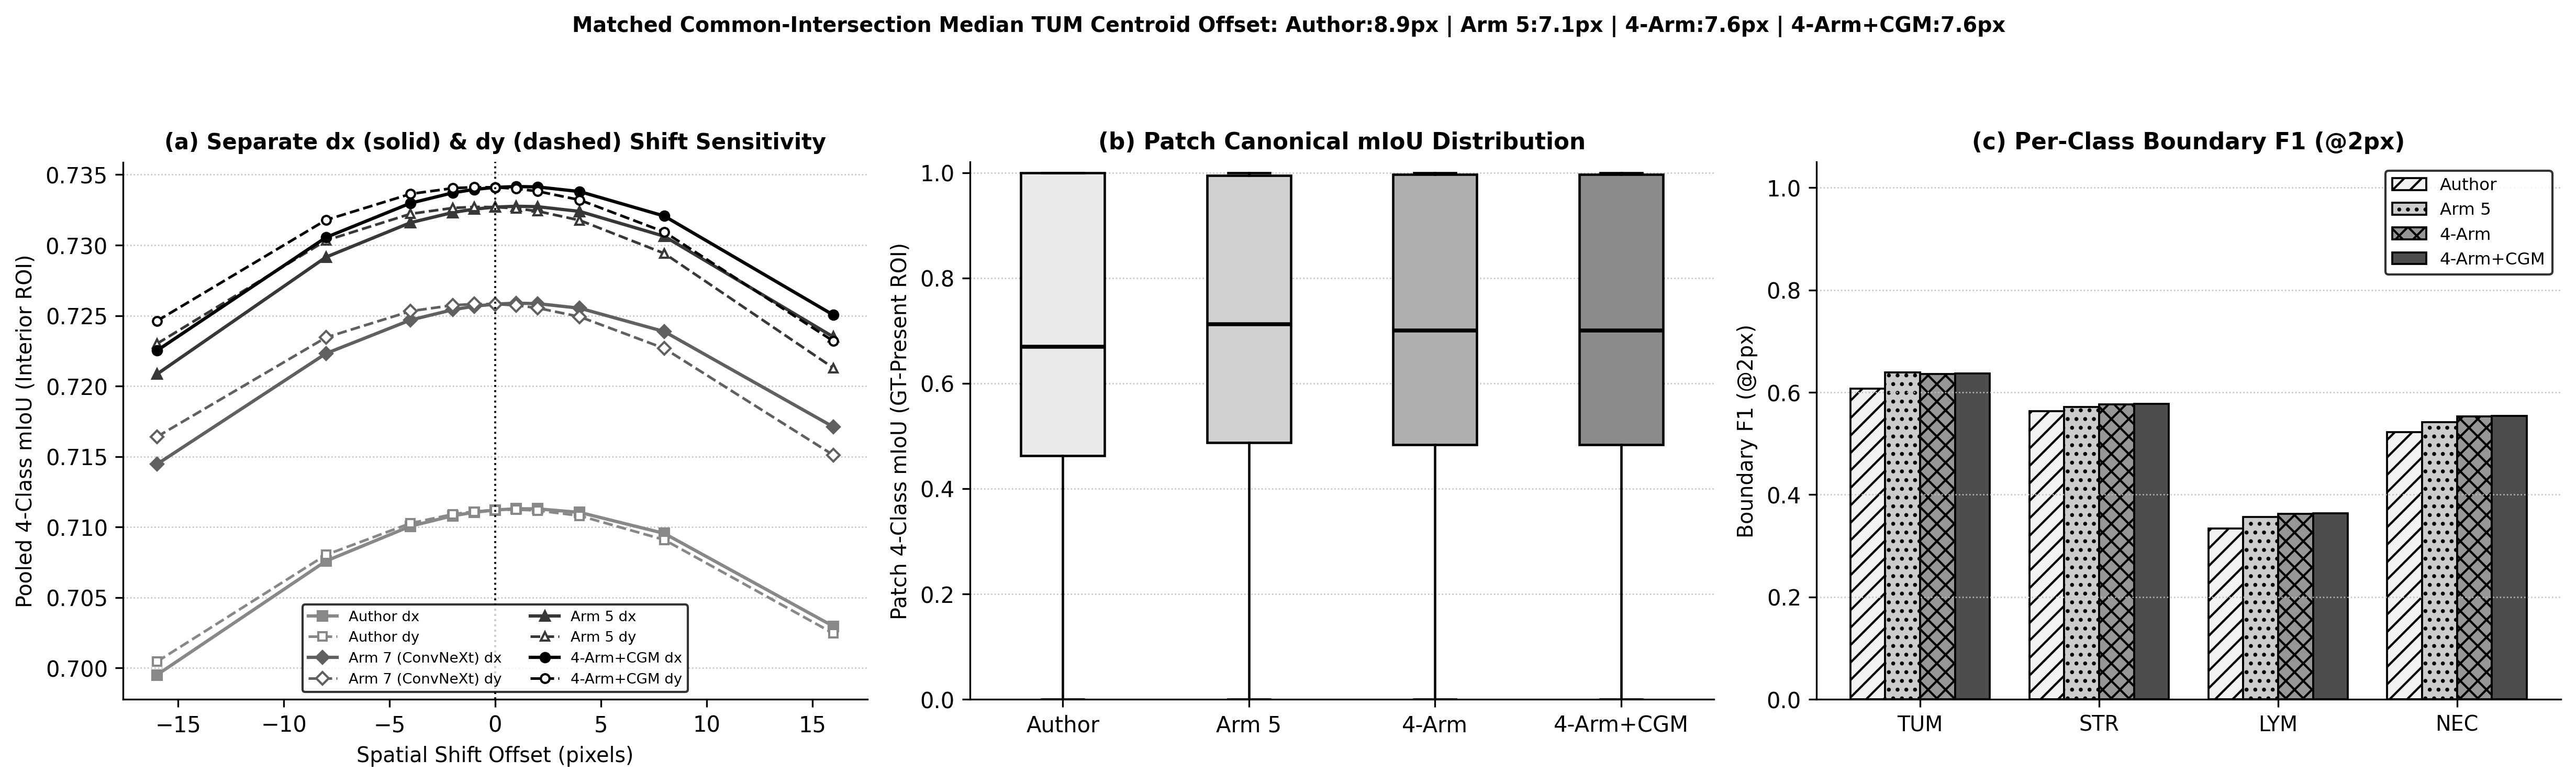 Matched Common-Intersection Median TUM Centroid Offset: Author:8.9px | Arm 5:7.1px | 4-Arm:7.6px | 4-Arm+CGM:7.6px
(a) Separate dx (solid) & dy (dashed) Shift Sensitivity
Pooled 4-Class mIoU (Interior ROI)
0.735
0.730
0.725
0.720
0.715
0.710
0.705
0.700
Author dx
Author dy
Arm 7 (ConvNeXt) dx
Arm 7 (ConvNeXt) dy
Arm 5 dx
Arm 5 dy
4-Arm+CGM dx
4-Arm+CGM dy
−15 −10 −5 0 5 10 15
Spatial Shift Offset (pixels)
(b) Patch Canonical mIoU Distribution
Patch 4-Class mIoU (GT-Present ROI)
1.0
0.8
0.6
0.4
0.2
0.0
Author Arm 5 4-Arm 4-Arm+CGM
(c) Per-Class Boundary F1 (@2px)
Boundary F1 (@2px)
1.0
0.8
0.6
0.4
0.2
0.0
Author
Arm 5
4-Arm
4-Arm+CGM
TUM STR LYM NEC